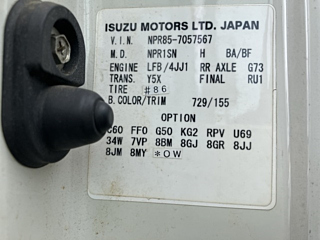 ISUZU MOTORS LTD. JAPAN
V.I.N. NPR85-7057567
M.D. NPR1SN H BA/BF
ENGINE LFB/4JJ1 RR AXLE G73
TRANS. Y5X FINAL RU1
TIRE #86
B.COLOR/TRIM 729/155
OPTION
C60 FF0 G50 KG2 RPV U69
34W 7VP 8BM 8GJ 8GR 8JJ
8JM 8MY *OW